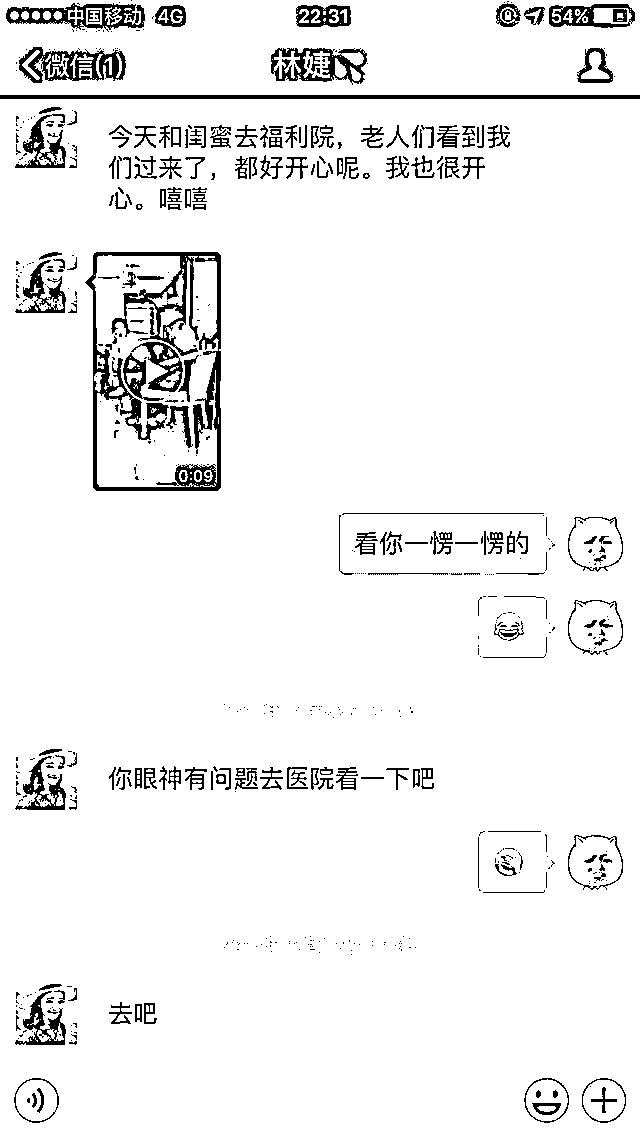 中国移动 4G 22:31 54%
微信(1) 林婕
今天和闺蜜去福利院，老人们看到我
们过来了，都好开心呢。我也很开
心。嘻嘻
0:09
看你一愣一愣的
你眼神有问题去医院看一下吧
去吧